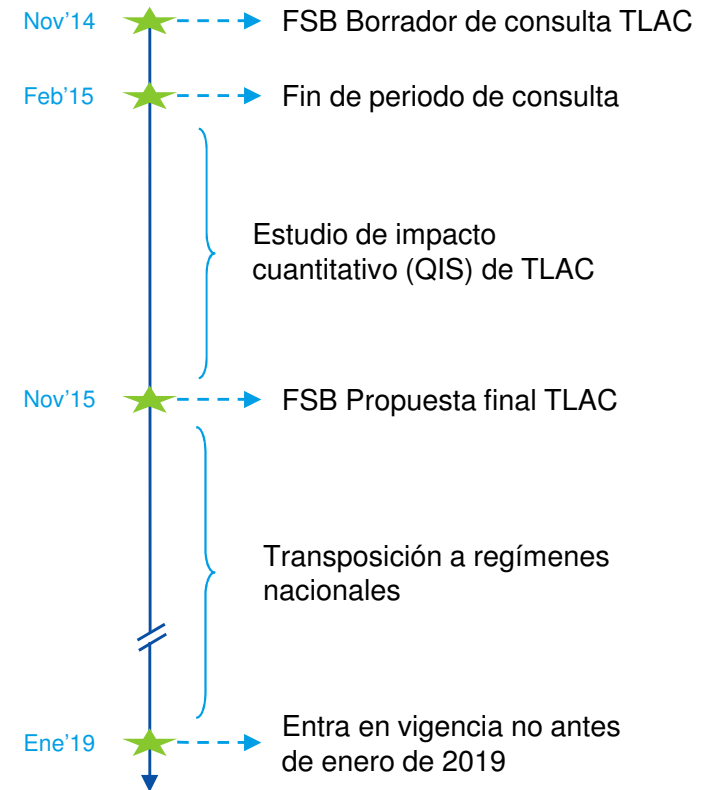 Nov'14 FSB Borrador de consulta TLAC
Feb'15 Fin de periodo de consulta
Estudio de impacto
cuantitativo (QIS) de TLAC
Nov'15 FSB Propuesta final TLAC
Transposición a regímenes
nacionales
Entra en vigencia no antes
Ene'19
de enero de 2019